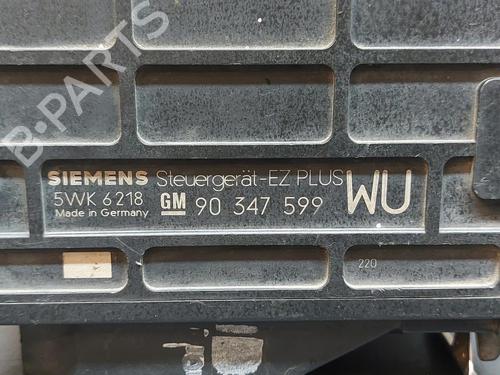 B-PARTS
SIEMENS Steuergerät-EZ PLUS WU
5WK 6218 GM 90 347 599
Made in Germany
220